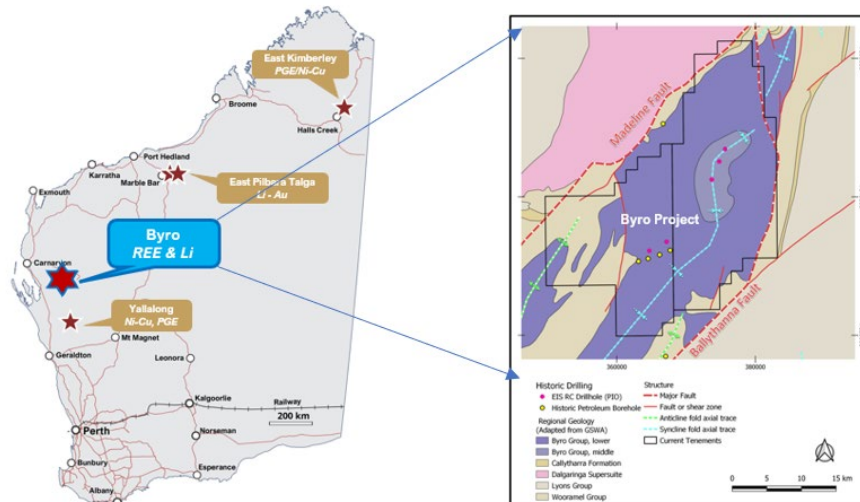 East Kimberley
PGE/Ni-Cu
Broome
Halls Creek
Port Hedland
Karratha
Marble Bar
East Pilbara Talga
Li - Au
Exmouth
Byro
REE & Li
Carnarvon
Yallalong
Ni-Cu, PGE
Mt Magnet
Geraldton
Leonora
Kalgoorlie
Railway
200 km
Perth
Norseman
Bunbury
Esperance
Albany
Madeline Fault
Byro Project
Ballythanna Fault
360000
380000
Historic Drilling
EIS RC Drillhole (PIO)
Historic Petroleum Borehole
Regional Geology
(Adapted from GSWA)
Byro Group, lower
Byro Group, middle
Callytharra Formation
Dalgaringa Supersuite
Lyons Group
Wooramel Group
Structure
Major Fault
Fault or shear zone
Anticline fold axial trace
Syncline fold axial trace
Current Tenements
0 5 10 15 km